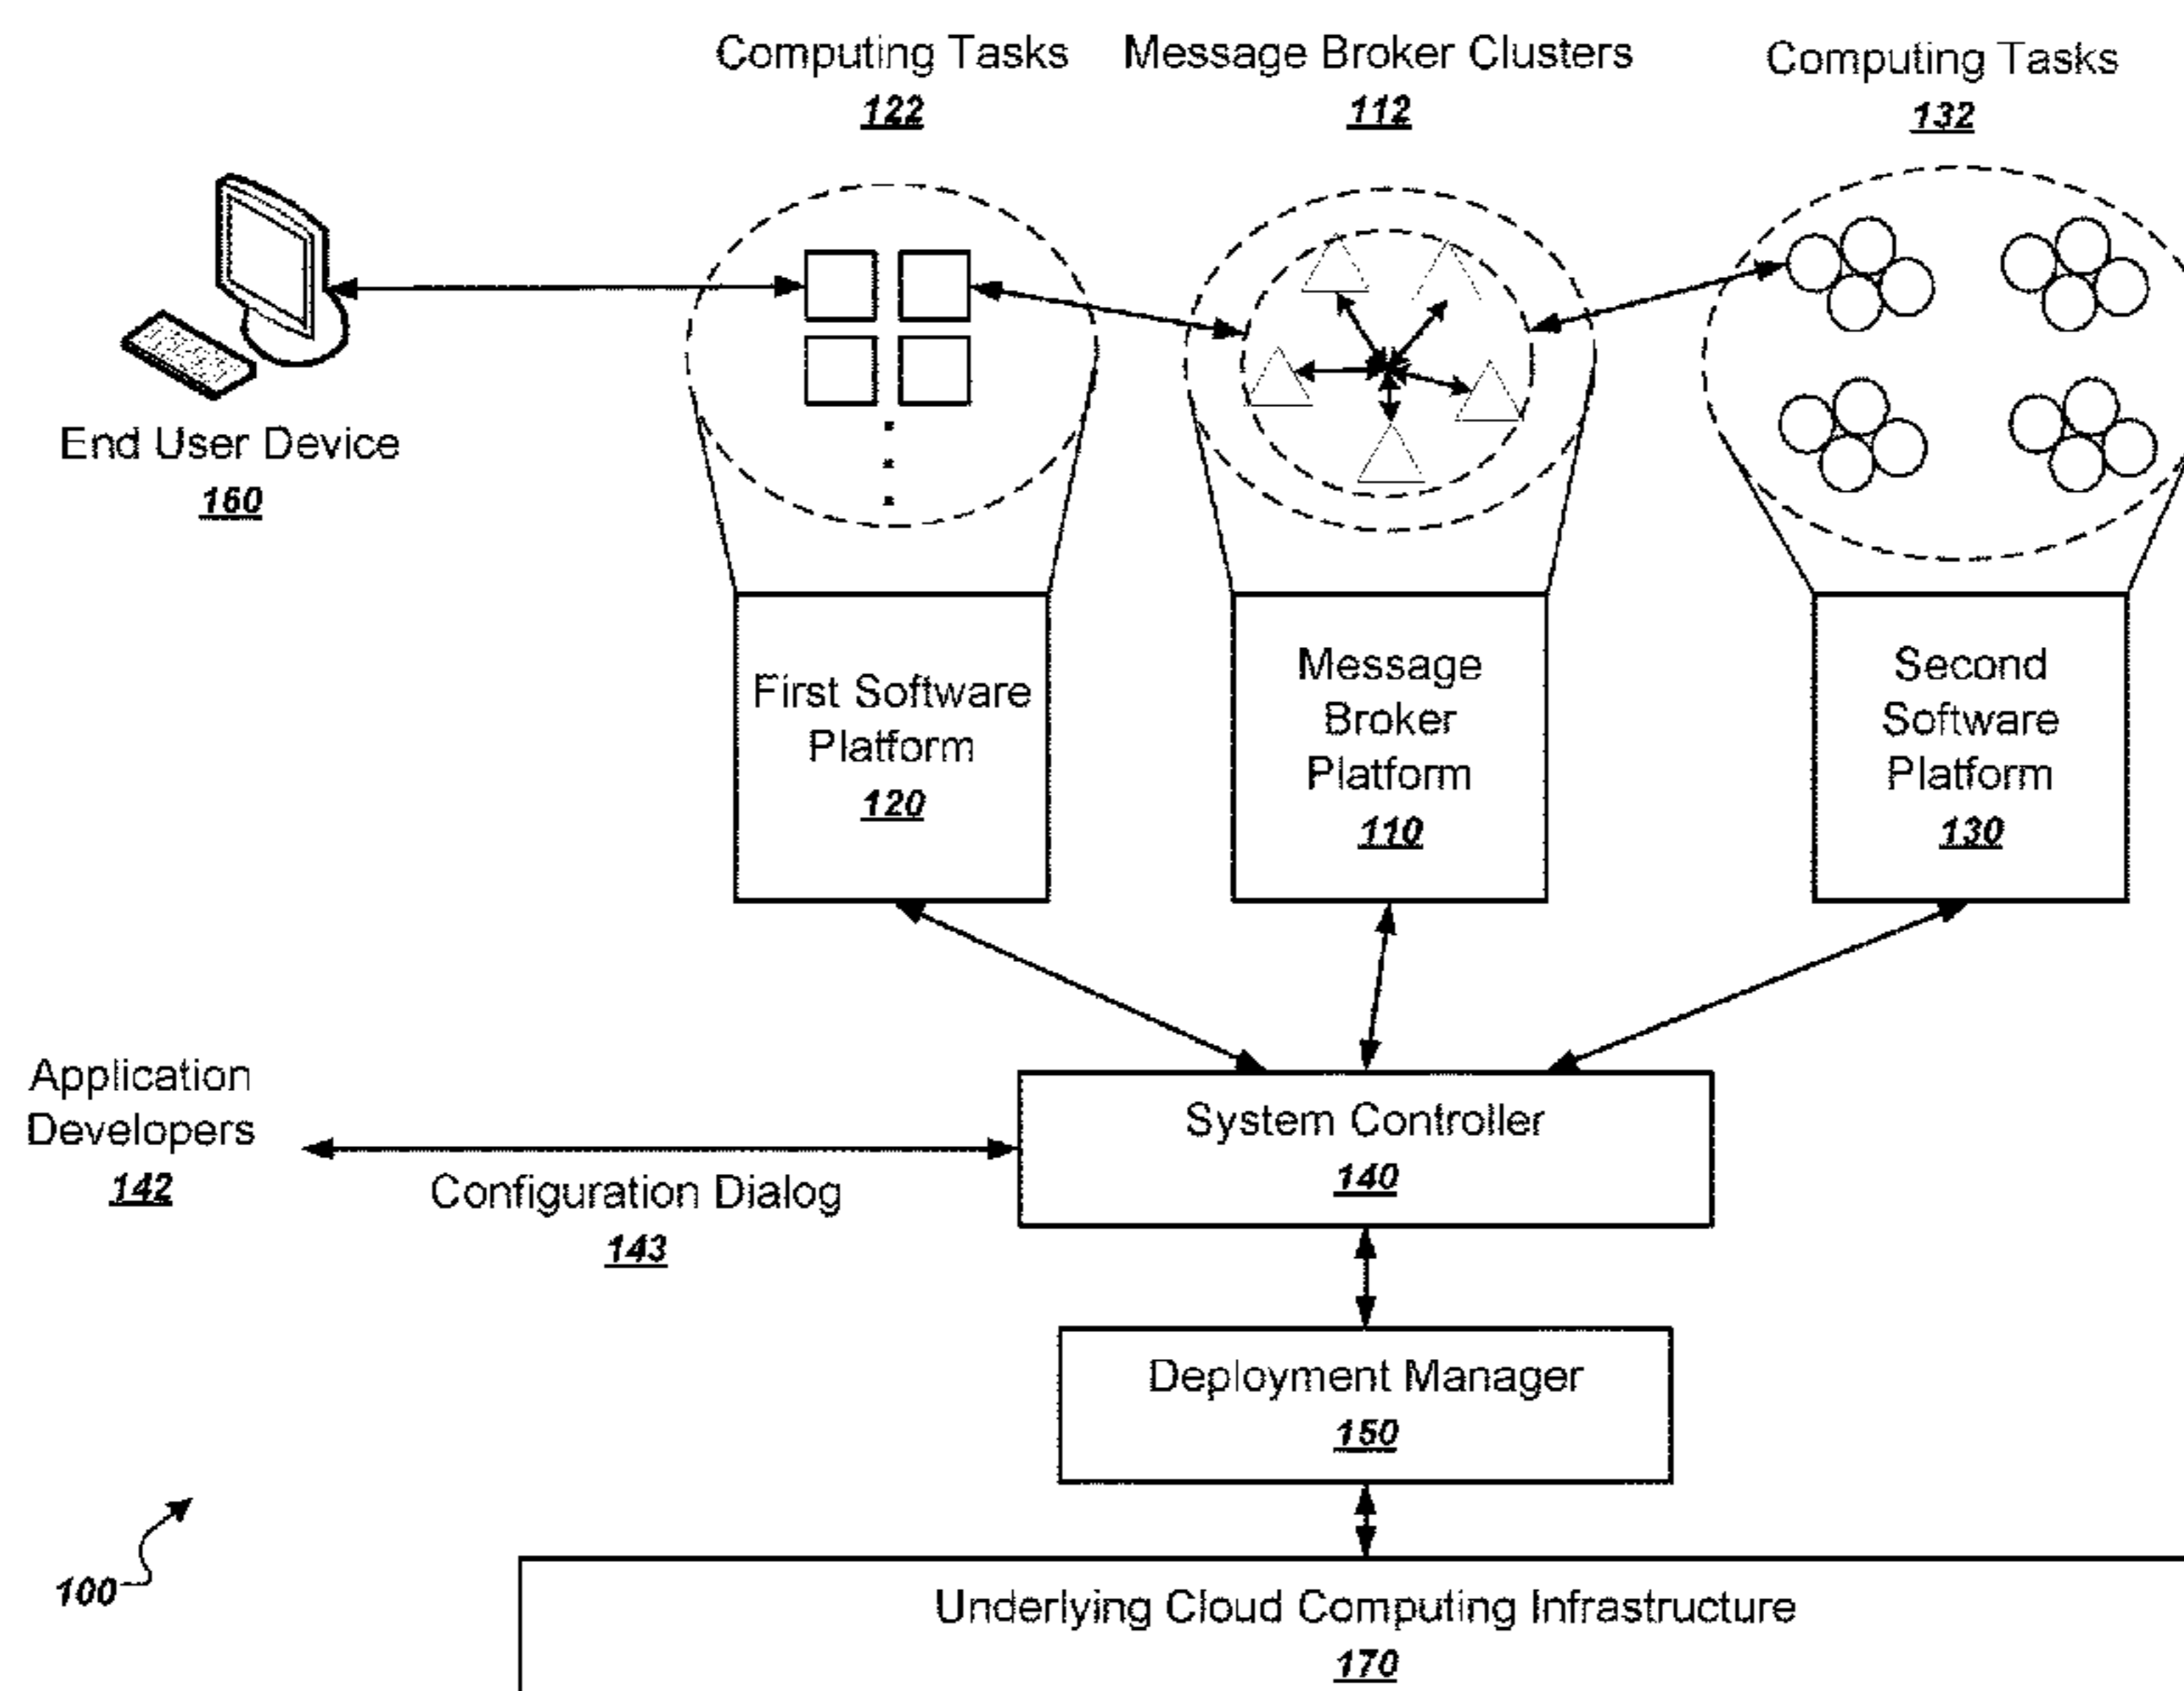 Computing Tasks
122
Message Broker Clusters
112
Computing Tasks
132
End User Device
160
First Software
Platform
120
Message
Broker
Platform
110
Second
Software
Platform
130
Application
Developers
142
Configuration Dialog
143
System Controller
140
Deployment Manager
150
100
Underlying Cloud Computing Infrastructure
170